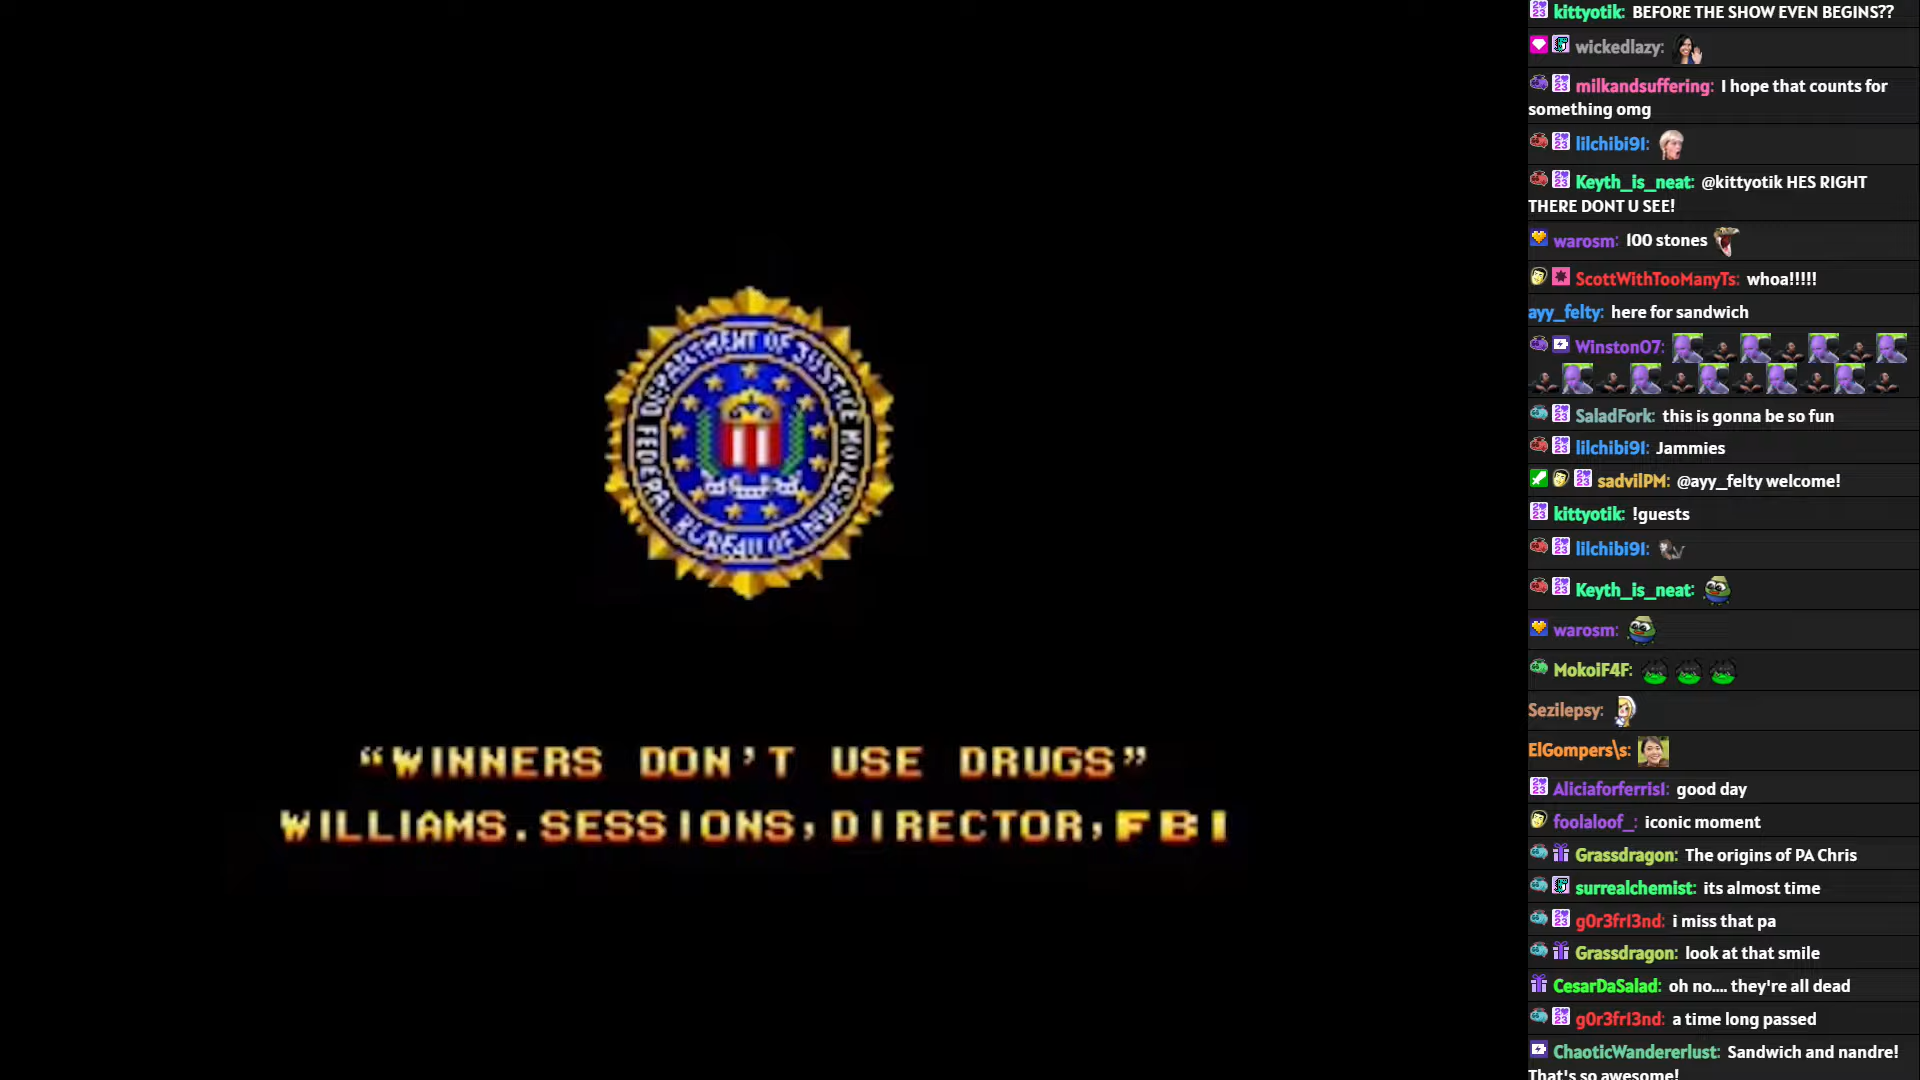 DEPARTMENT OF JUSTICE
FEDERAL BUREAU OF INVESTIGATION
“WINNERS DON'T USE DRUGS”
WILLIAMS.SESSIONS,DIRECTOR,FBI
kittyotik: BEFORE THE SHOW EVEN BEGINS??
wickedlazy:
milkandsuffering: I hope that counts for
something omg
lilchibi91:
Keyth_is_neat: @kittyotik HES RIGHT
THERE DONT U SEE!
warosm: 100 stones
ScottWithTooManyTs: whoa!!!!!
ayy_felty: here for sandwich
Winston07:
SaladFork: this is gonna be so fun
lilchibi91: Jammies
sadvilPM: @ayy_felty welcome!
kittyotik: !guests
lilchibi91:
Keyth_is_neat:
warosm:
MokoiF4F:
Sezilepsy:
ElGompers\s:
Aliciaforferris1: good day
foolaloof_: iconic moment
Grassdragon: The origins of PA Chris
surrealchemist: its almost time
g0r3fr13nd: i miss that pa
Grassdragon: look at that smile
CesarDaSalad: oh no.... they're all dead
g0r3fr13nd: a time long passed
ChaoticWandererlust: Sandwich and nandre!
That's so awesome!